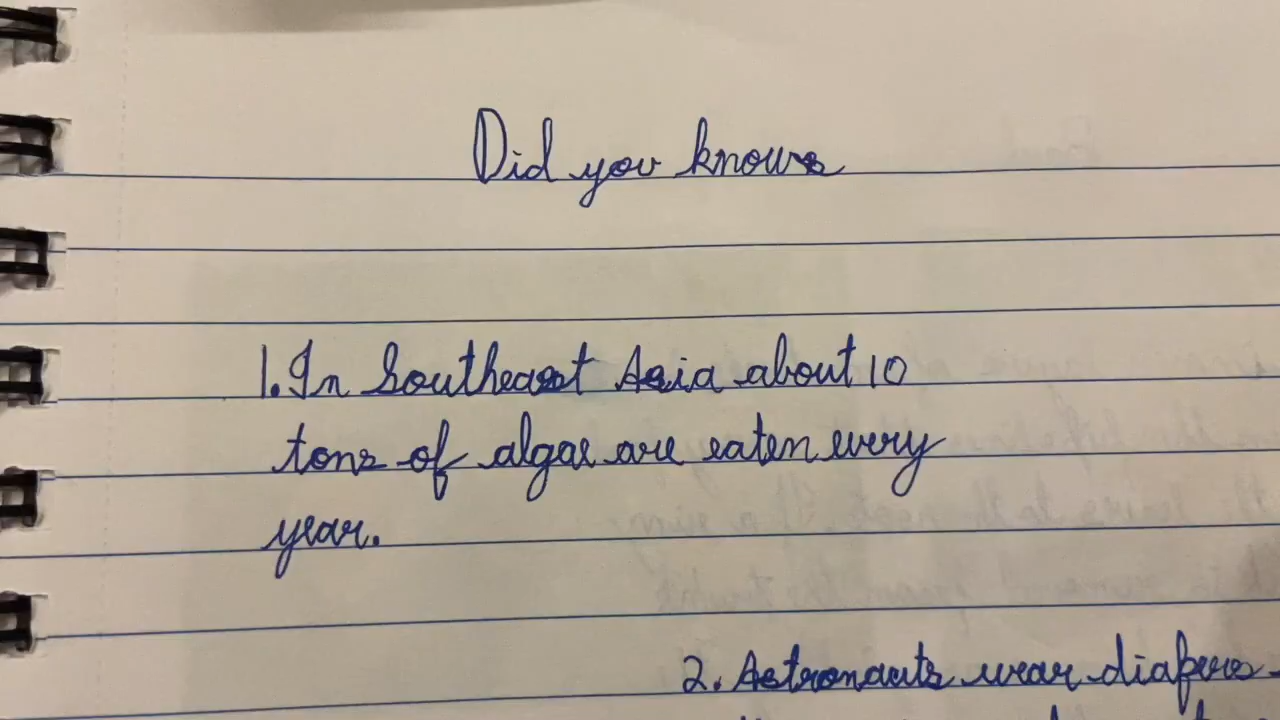 Did you knows
1. In Southeast Asia about 10
tons of algae are eaten every
year.
2. Astronauts wear diapers